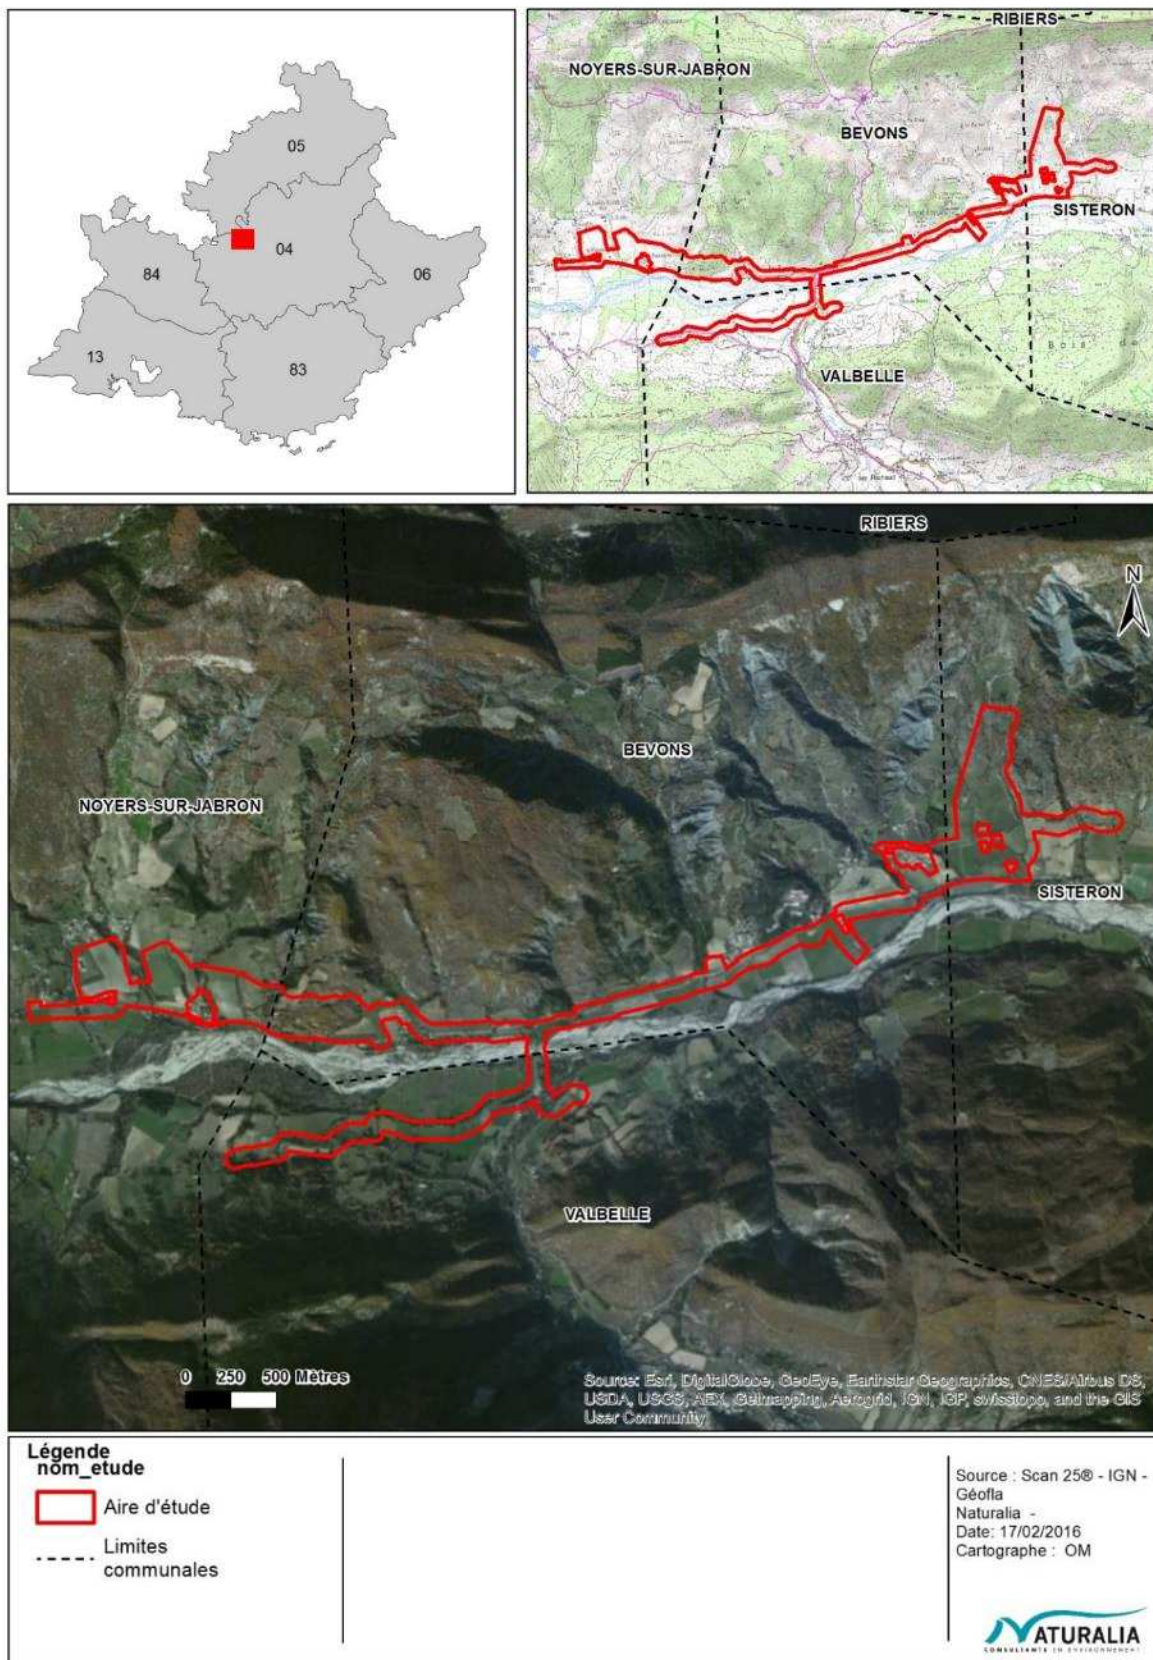 05
04
84
06
13
83
RIBIERS
NOYERS-SUR-JABRON
BEVONS
SISTERON
VALBELLE
RIBIERS
N
BEVONS
NOYERS-SUR-JABRON
SISTERON
VALBELLE
0 250 500 Mètres
Source: Esri, DigitalGlobe, GeoEye, Earthstar Geographics, CNES/Airbus DS,
USDA, USGS, AEX, Getmapping, Aerogrid, IGN, IGP, swisstopo, and the GIS
User Community
Légende
nom_etude
Aire d'étude
Limites
communales
Source : Scan 25® - IGN -
Géofla
Naturalia -
Date: 17/02/2016
Cartographe : OM
NATURALIA
CONSULTANTS EN ENVIRONNEMENT